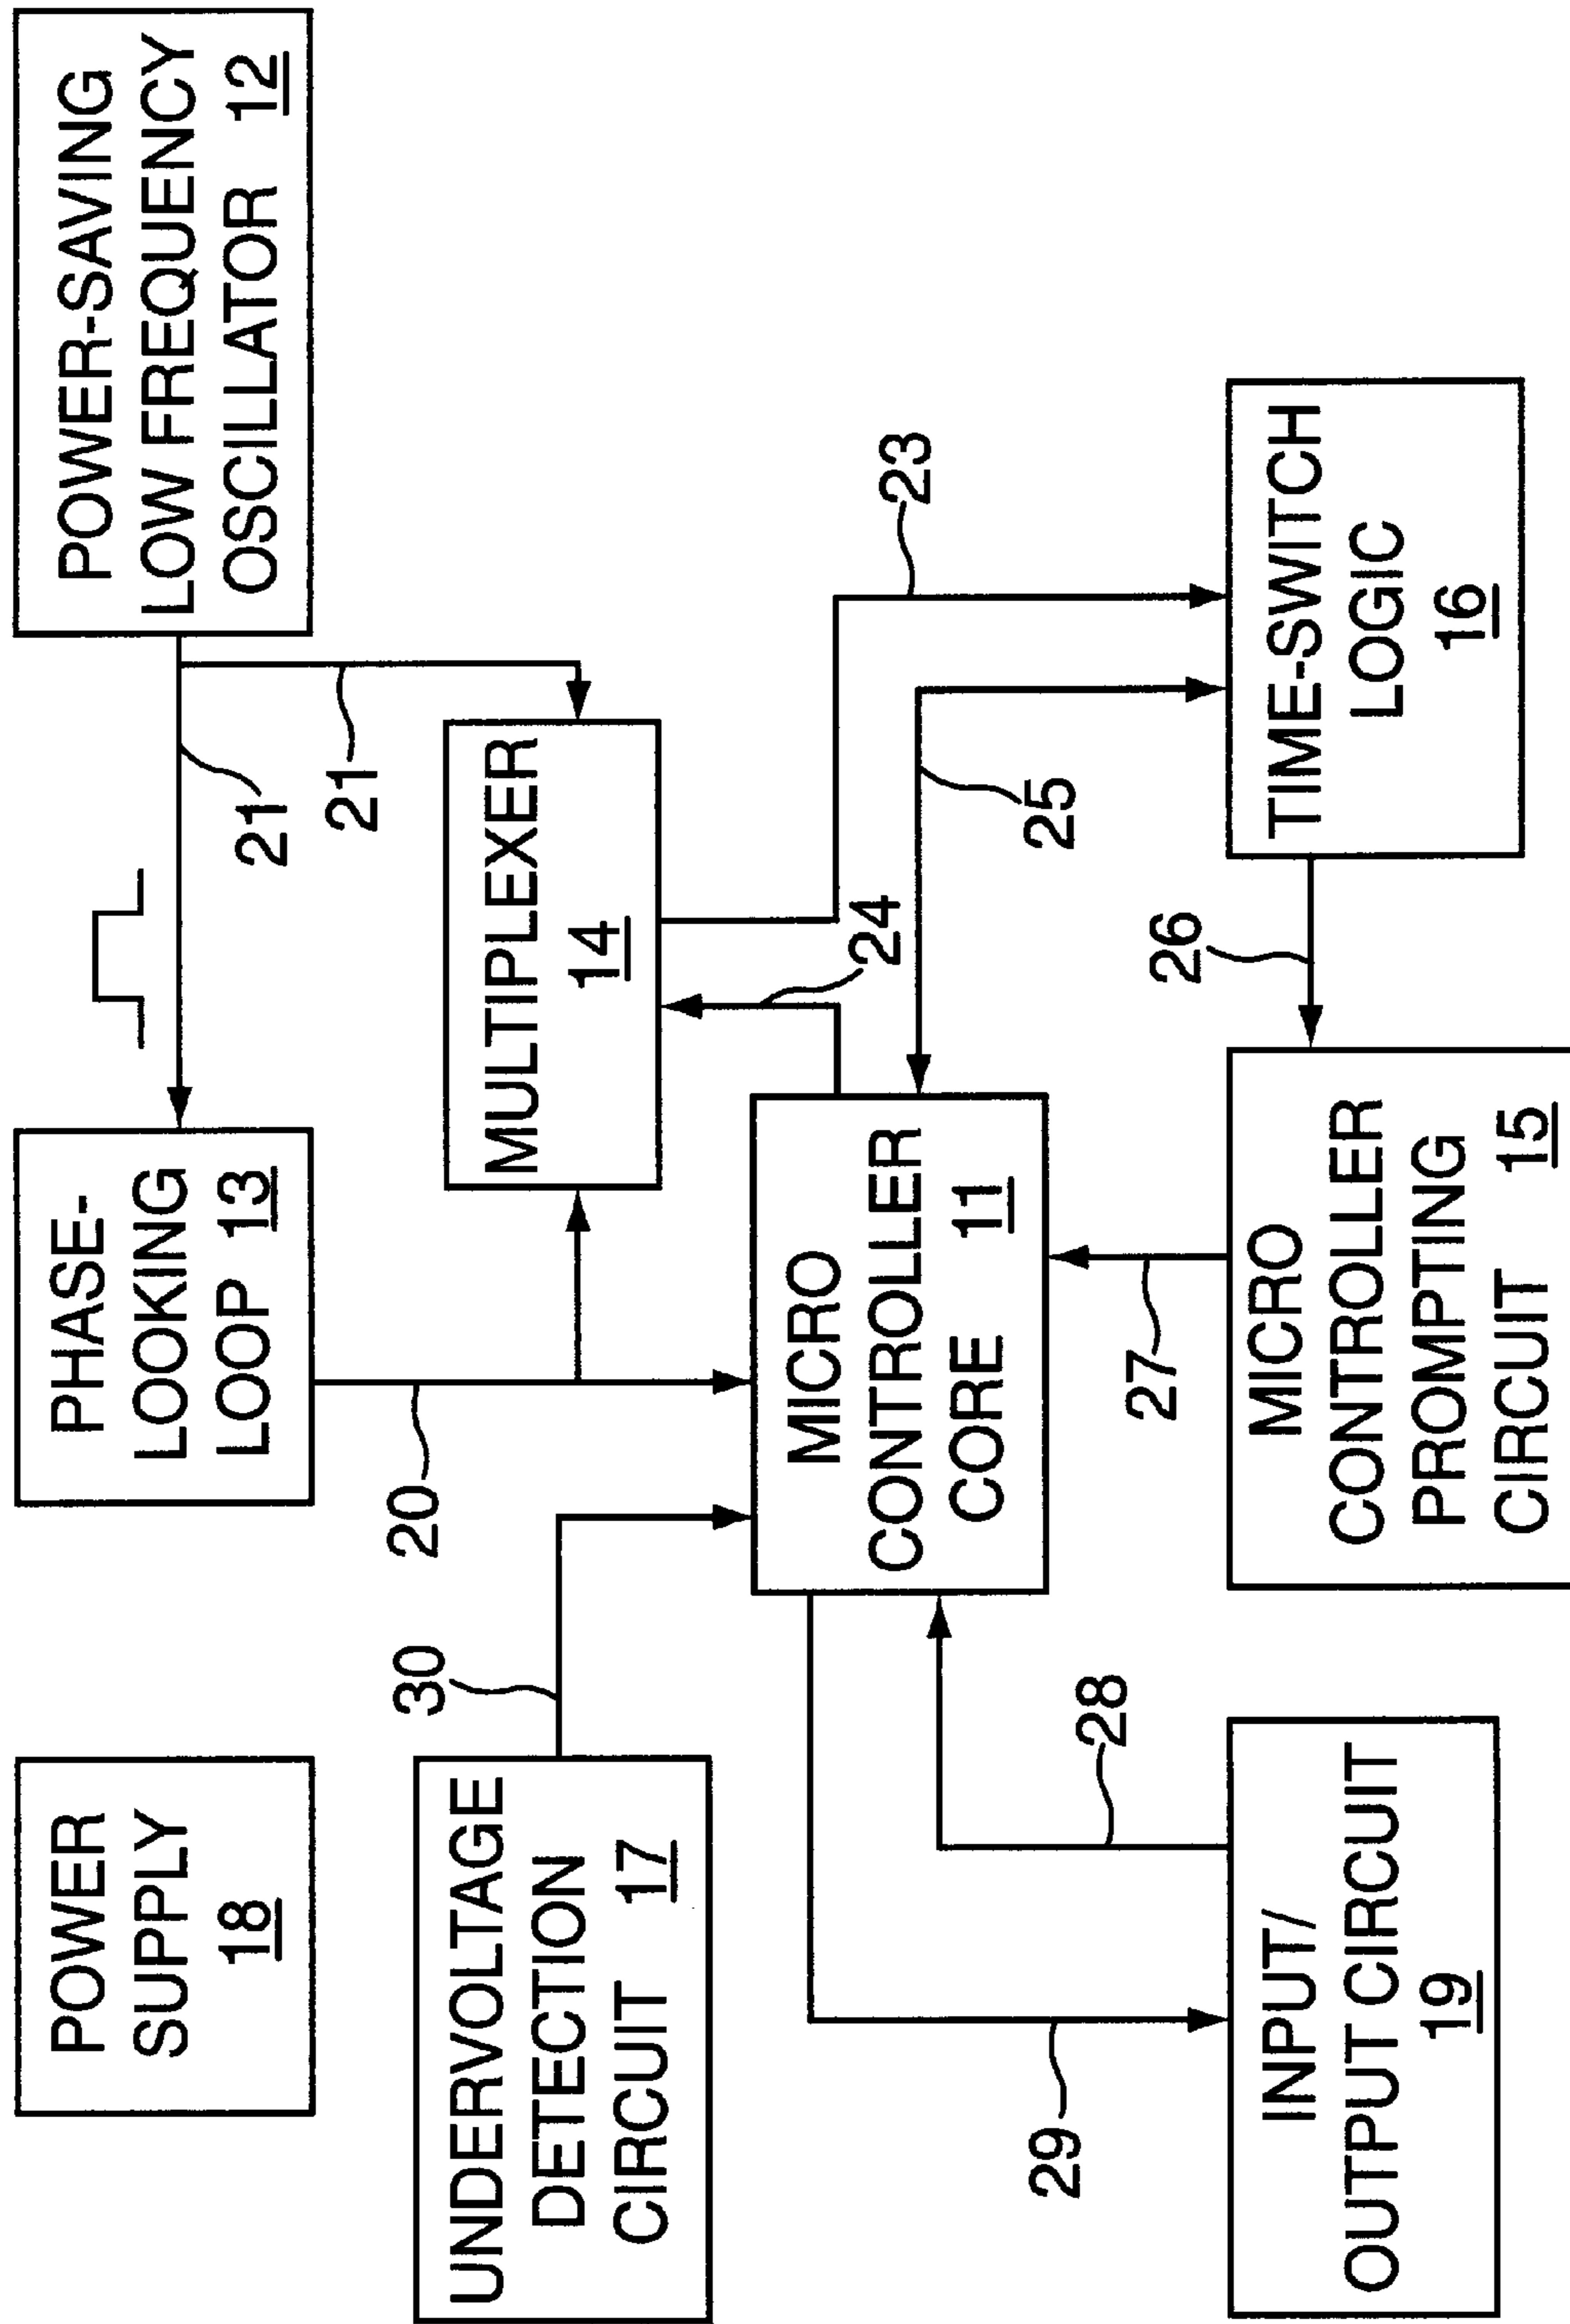 POWER
SUPPLY
18
PHASE-
LOOKING
LOOP 13
POWER-SAVING
LOW FREQUENCY
OSCILLATOR 12
21
21
20
30
UNDERVOLTAGE
DETECTION
CIRCUIT 17
MULTIPLEXER
14
24
23
25
MICRO
CONTROLLER
CORE 11
29
28
27
26
INPUT/
OUTPUT CIRCUIT
19
MICRO
CONTROLLER
PROMPTING
CIRCUIT 15
TIME-SWITCH
LOGIC
16